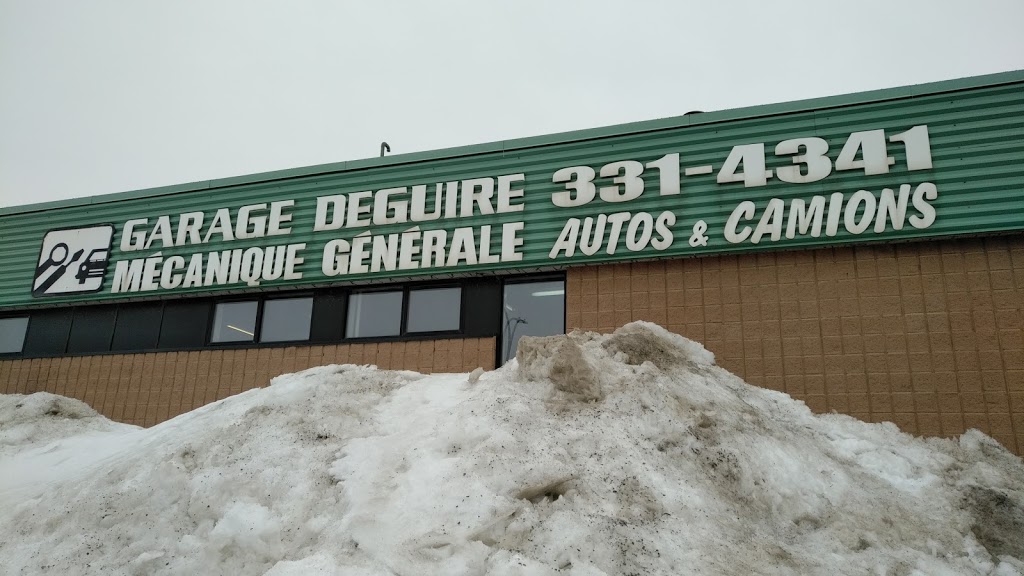 GARAGE DEGUIRE 331-4341
MÉCANIQUE GÉNÉRALE AUTOS & CAMIONS